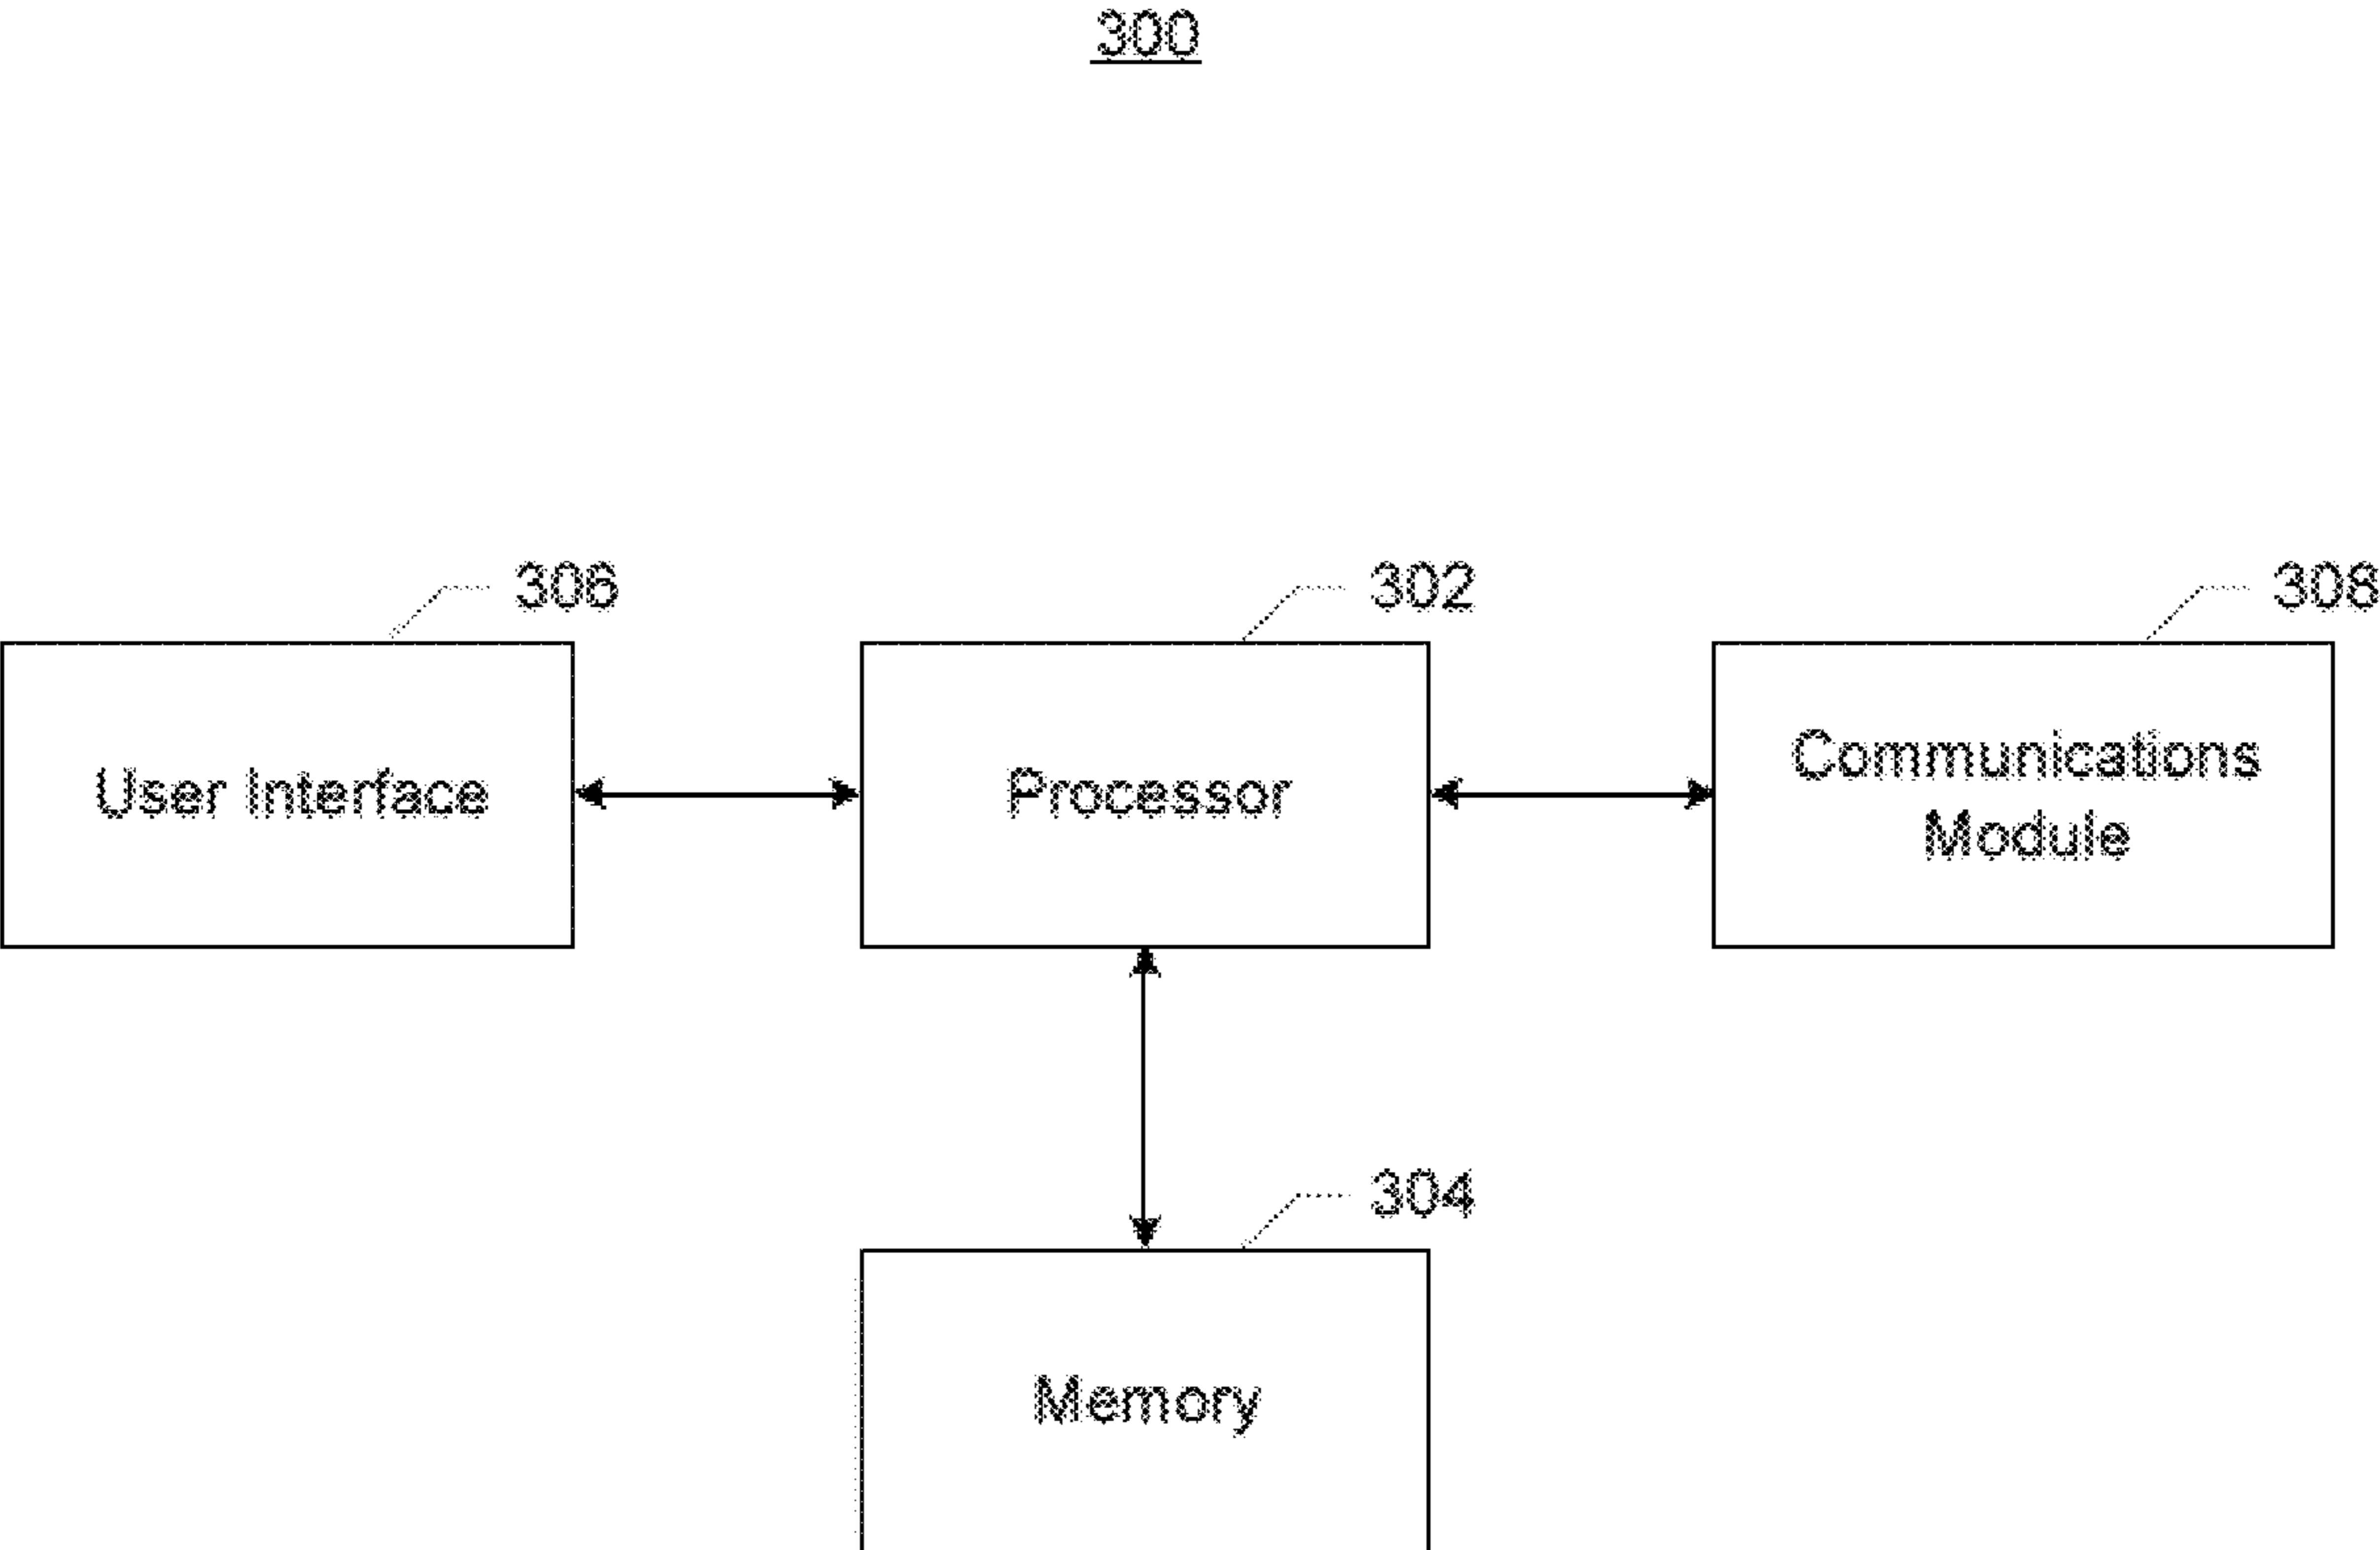 300
306
302
308
User Interface
Processor
Communications
Module
304
Memory